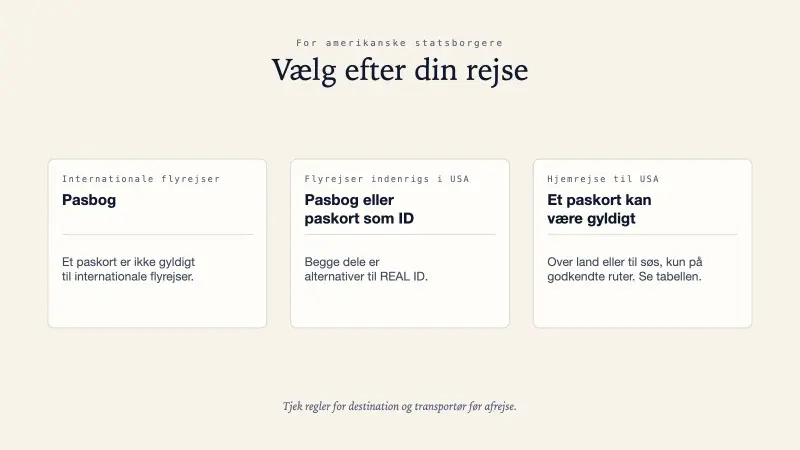 For amerikanske statsborgere
Vælg efter din rejse
Internationale flyrejser
Pasbog
Et paskort er ikke gyldigt
til internationale flyrejser.
Flyrejser indenrigs i USA
Pasbog eller
paskort som ID
Begge dele er
alternativer til REAL ID.
Hjemrejse til USA
Et paskort kan
være gyldigt
Over land eller til søs, kun på
godkendte ruter. Se tabellen.
Tjek regler for destination og transportør før afrejse.